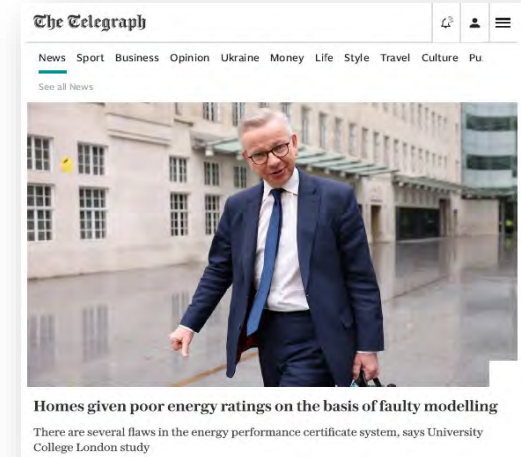 The Telegraph
News Sport Business Opinion Ukraine Money Life Style Travel Culture Pu
See all News
Homes given poor energy ratings on the basis of faulty modelling
There are several flaws in the energy performance certificate system, says University
College London study